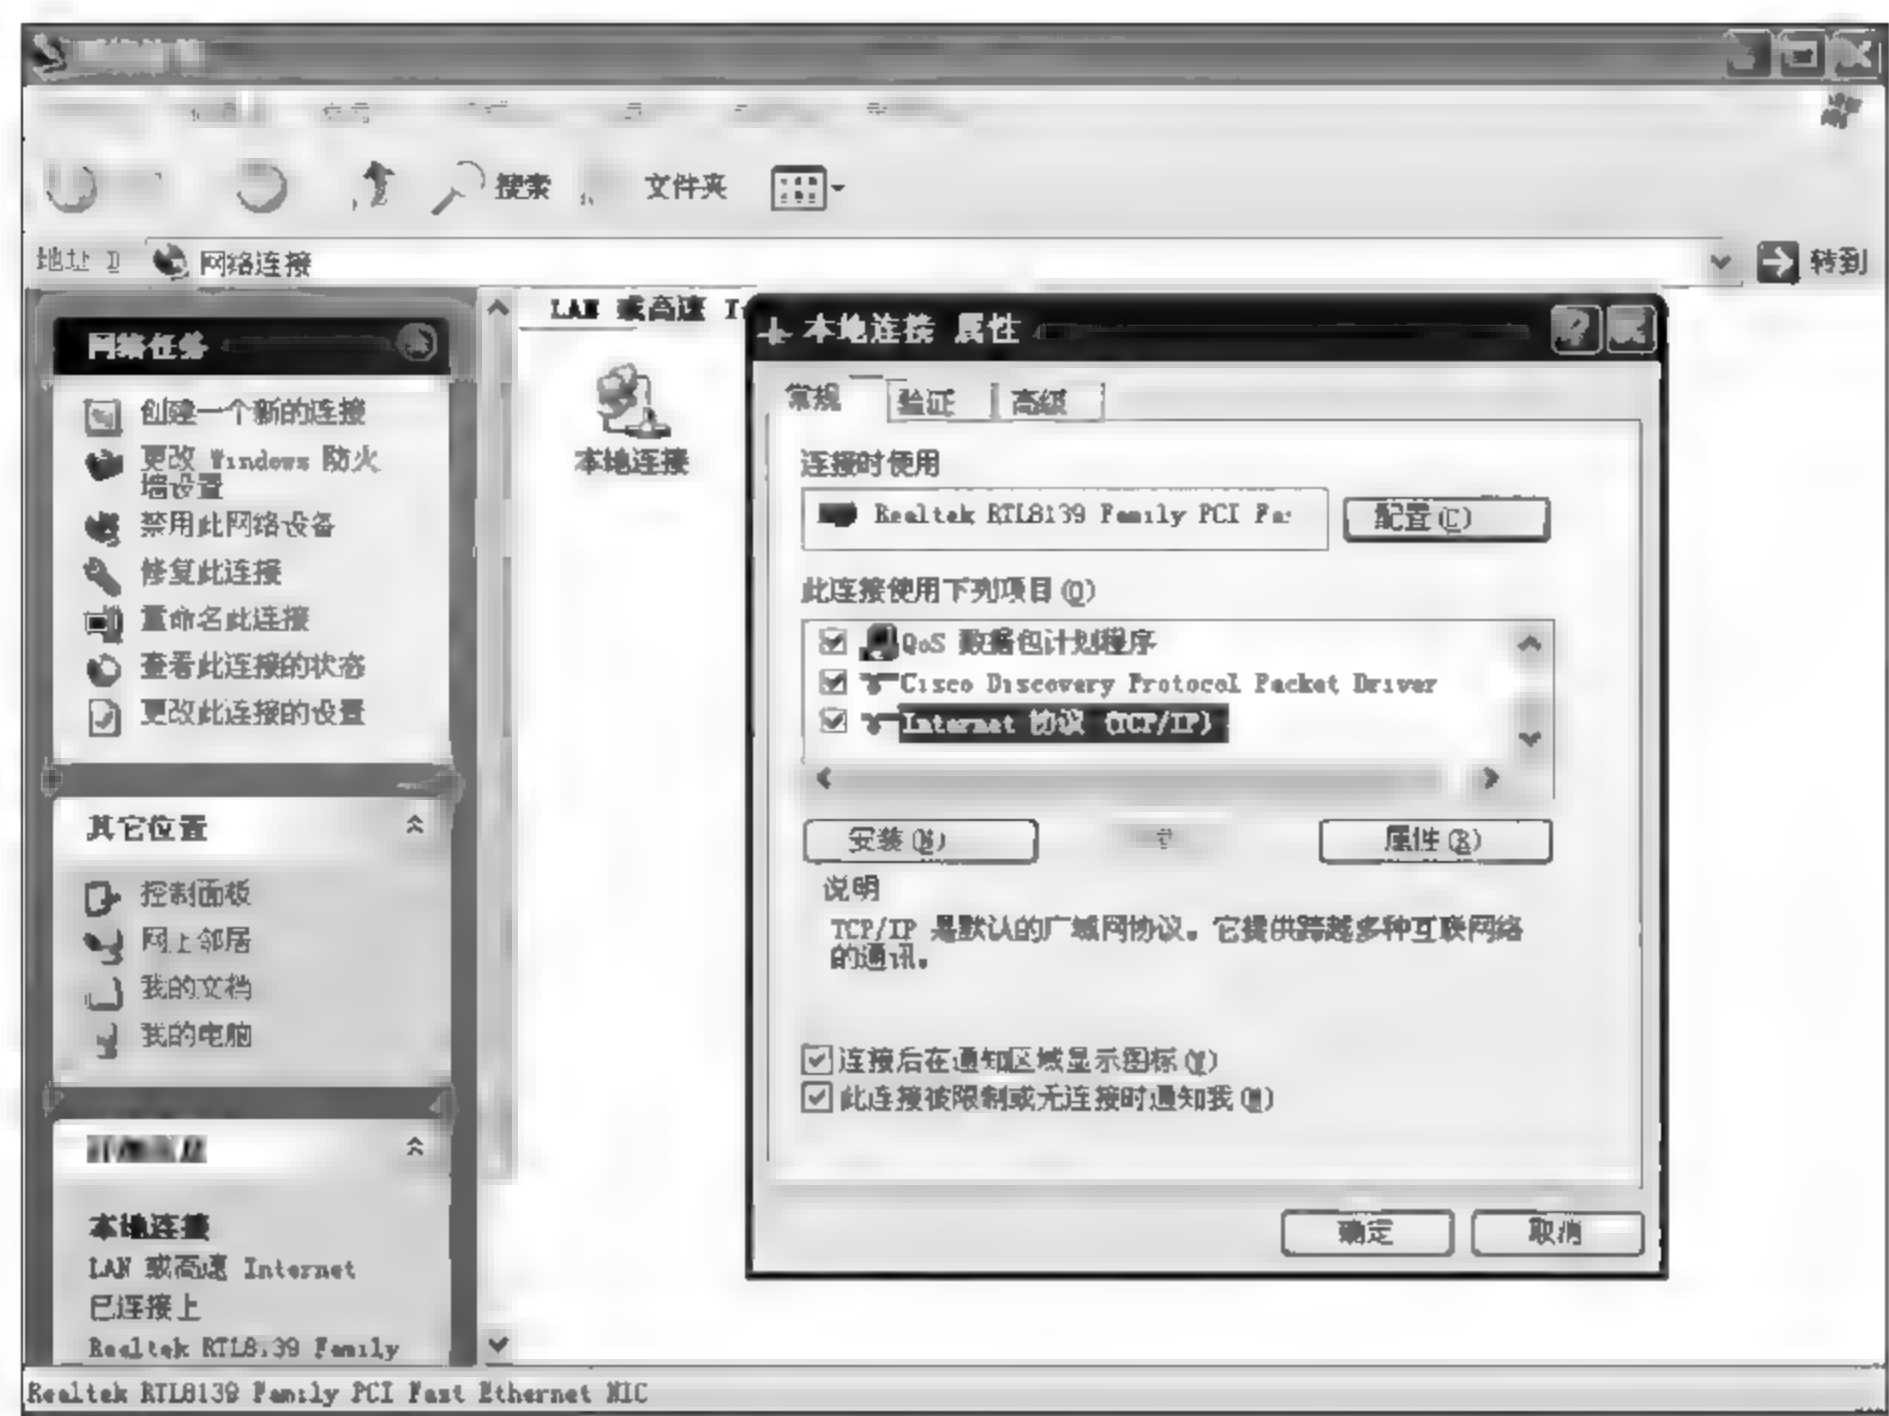 搜索 文件夹
地址 D 网络连接 转到
网络任务
创建一个新的连接
更改 Windows 防火
墙设置
禁用此网络设备
修复此连接
重命名此连接
查看此连接的状态
更改此连接的设置
其它位置
控制面板
网上邻居
我的文档
我的电脑
本地连接
LAN 或高速 Internet
已连接上
Realtek RTL8139 Family
LAN 或高速 I
本地连接
本地连接 属性
常规 验证 高级
连接时使用
Realtek RTL8139 Family PCI Fa
配置(C)
此连接使用下列项目(O)
QoS 数据包计划程序
Cisco Discovery Protocol Packet Driver
Internet 协议 (TCP/IP)
安装(N) 属性(R)
说明
TCP/IP 是默认的广域网协议。它提供跨越多种互联网络
的通讯。
连接后在通知区域显示图标(W)
此连接被限制或无连接时通知我(M)
确定 取消
Realtek RTL8139 Family PCI Fast Ethernet NIC